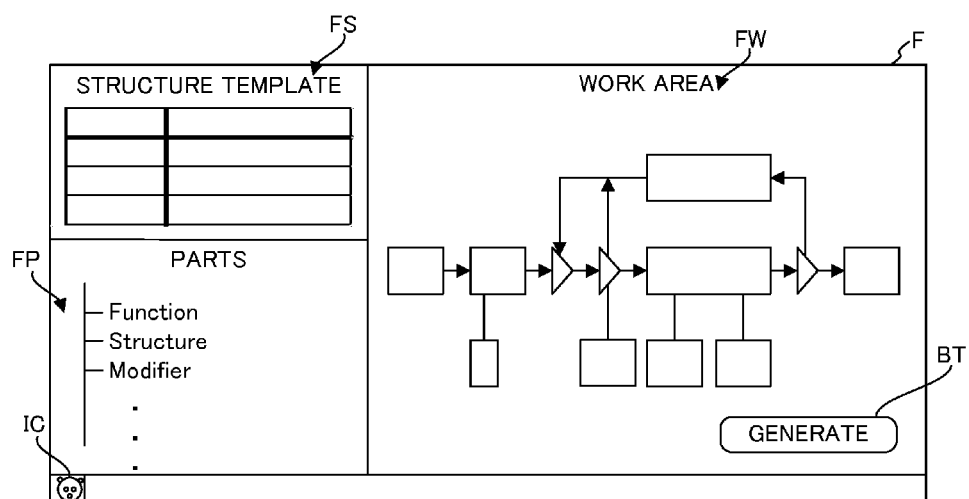 FS
FW
F
STRUCTURE TEMPLATE
WORK AREA
FP
PARTS
Function
Structure
Modifier
BT
IC
GENERATE